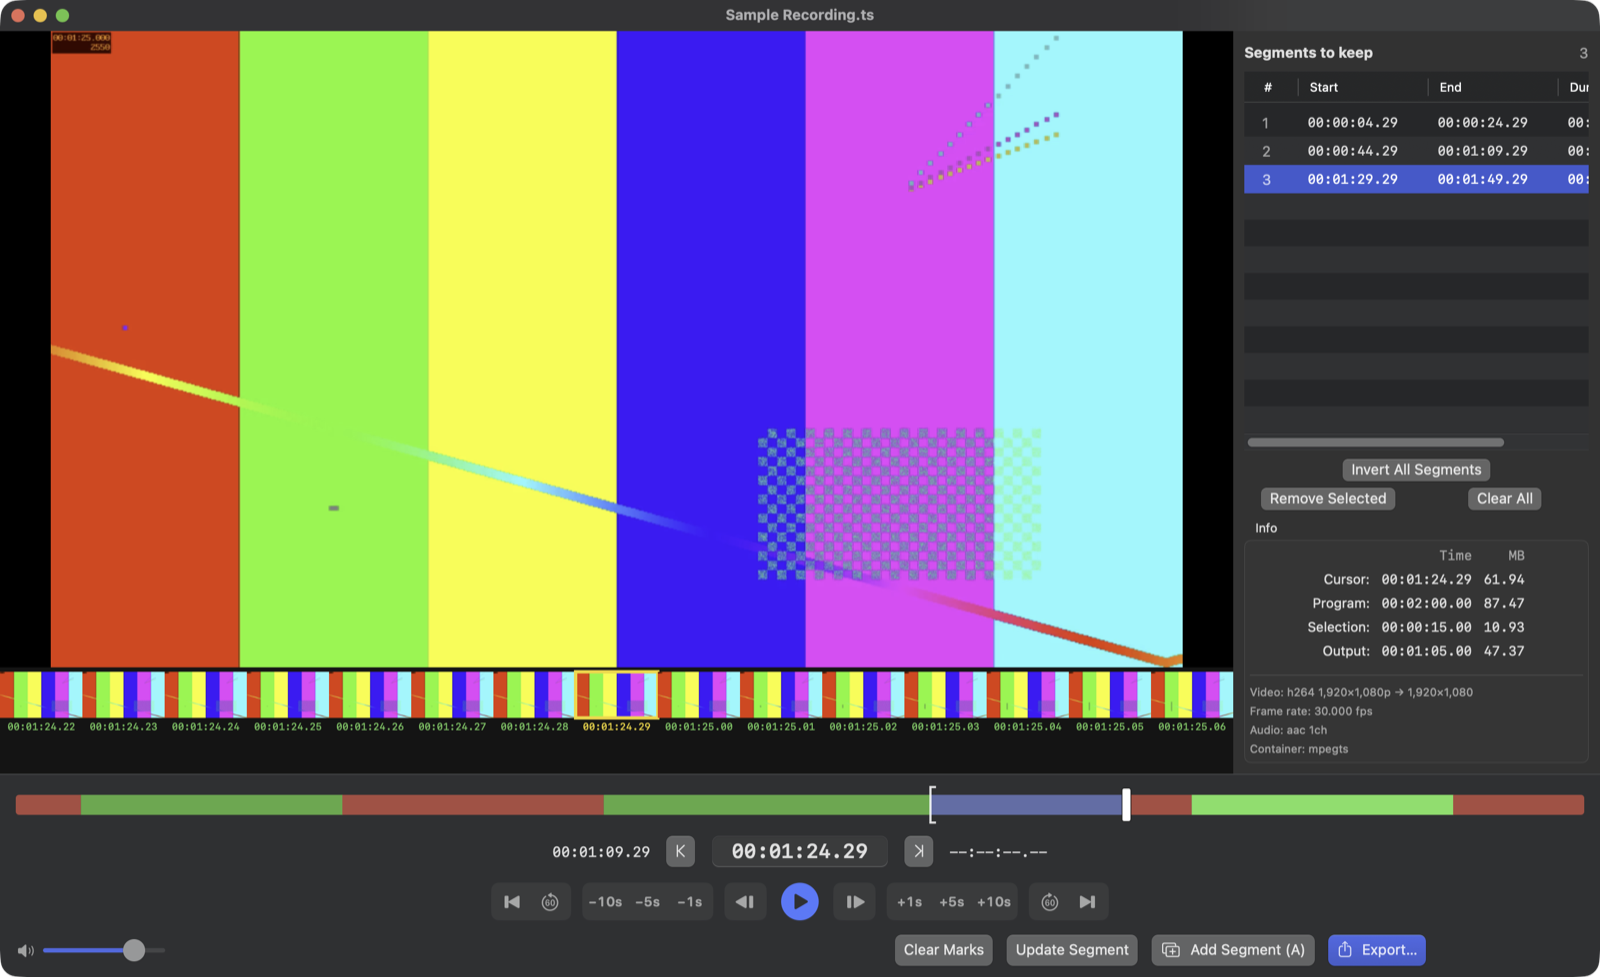 Sample Recording.ts
00:01:25.000
2550
Segments to keep 3
# Start End Dur
1 00:00:04.29 00:00:24.29 00:
2 00:00:44.29 00:01:09.29 00:
3 00:01:29.29 00:01:49.29 00:
Invert All Segments
Remove Selected Clear All
Info
Time MB
Cursor: 00:01:24.29 61.94
Program: 00:02:00.00 87.47
Selection: 00:00:15.00 10.93
Output: 00:01:05.00 47.37
Video: h264 1,920×1,080p → 1,920×1,080
Frame rate: 30.000 fps
Audio: aac 1ch
Container: mpegts
00:01:24.22 00:01:24.23 00:01:24.24 00:01:24.25 00:01:24.26 00:01:24.27 00:01:24.28 00:01:24.29 00:01:25.00 00:01:25.01 00:01:25.02 00:01:25.03 00:01:25.04 00:01:25.05 00:01:25.06
00:01:09.29 00:01:24.29 --:--:--.--
60 −10s −5s −1s +1s +5s +10s 60
Clear Marks Update Segment Add Segment (A) Export...